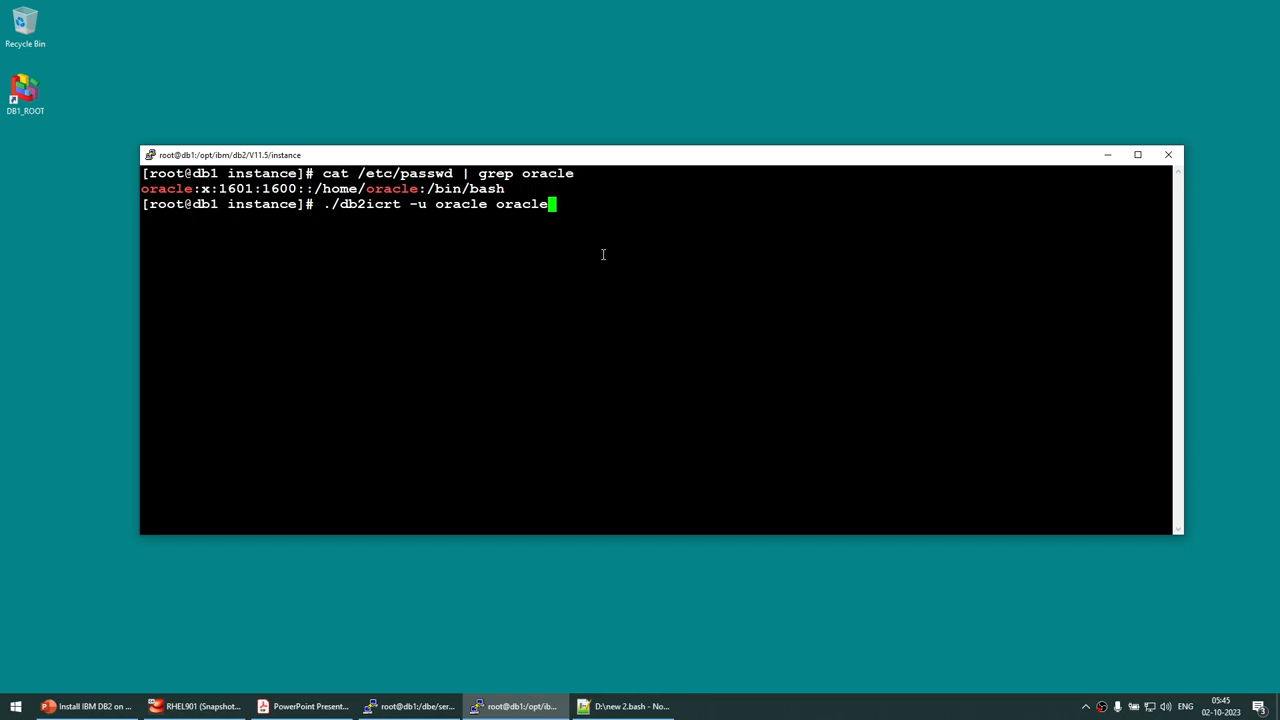 Recycle Bin
DB1_ROOT
root@db1:/opt/ibm/db2/V11.5/instance
[root@db1 instance]# cat /etc/passwd | grep oracle
oracle:x:1601:1600::/home/oracle:/bin/bash
[root@db1 instance]# ./db2icrt -u oracle oracle
Install IBM DB2 on ...
RHEL901 (Snapshot...
PowerPoint Present...
root@db1:/dbe/ser...
root@db1:/opt/ib...
D:\new 2.bash - No...
ENG
05:45
02-10-2023
3